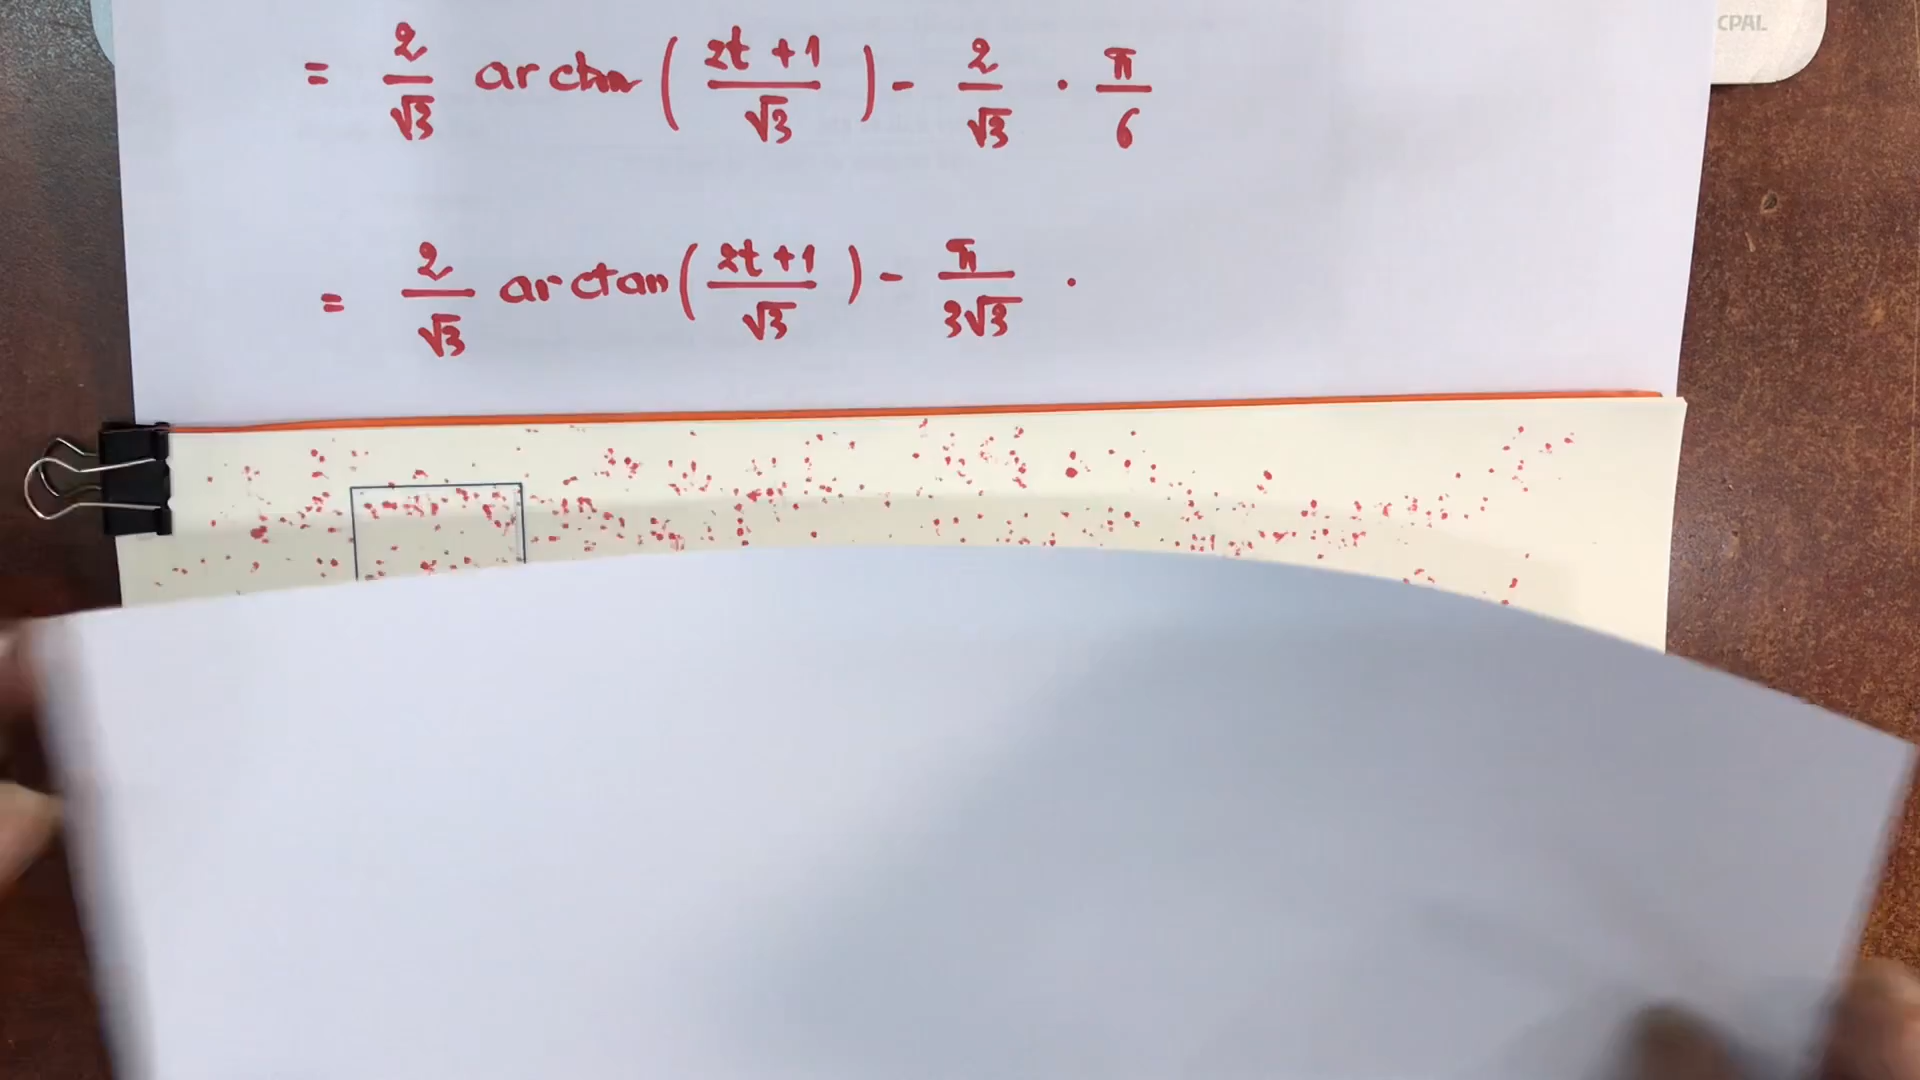 CPAL
= 2/√3 arctan ( (2t + 1)/√3 ) - 2/√3 · π/6
= 2/√3 arctan ( (2t + 1)/√3 ) - π/(3√3) .